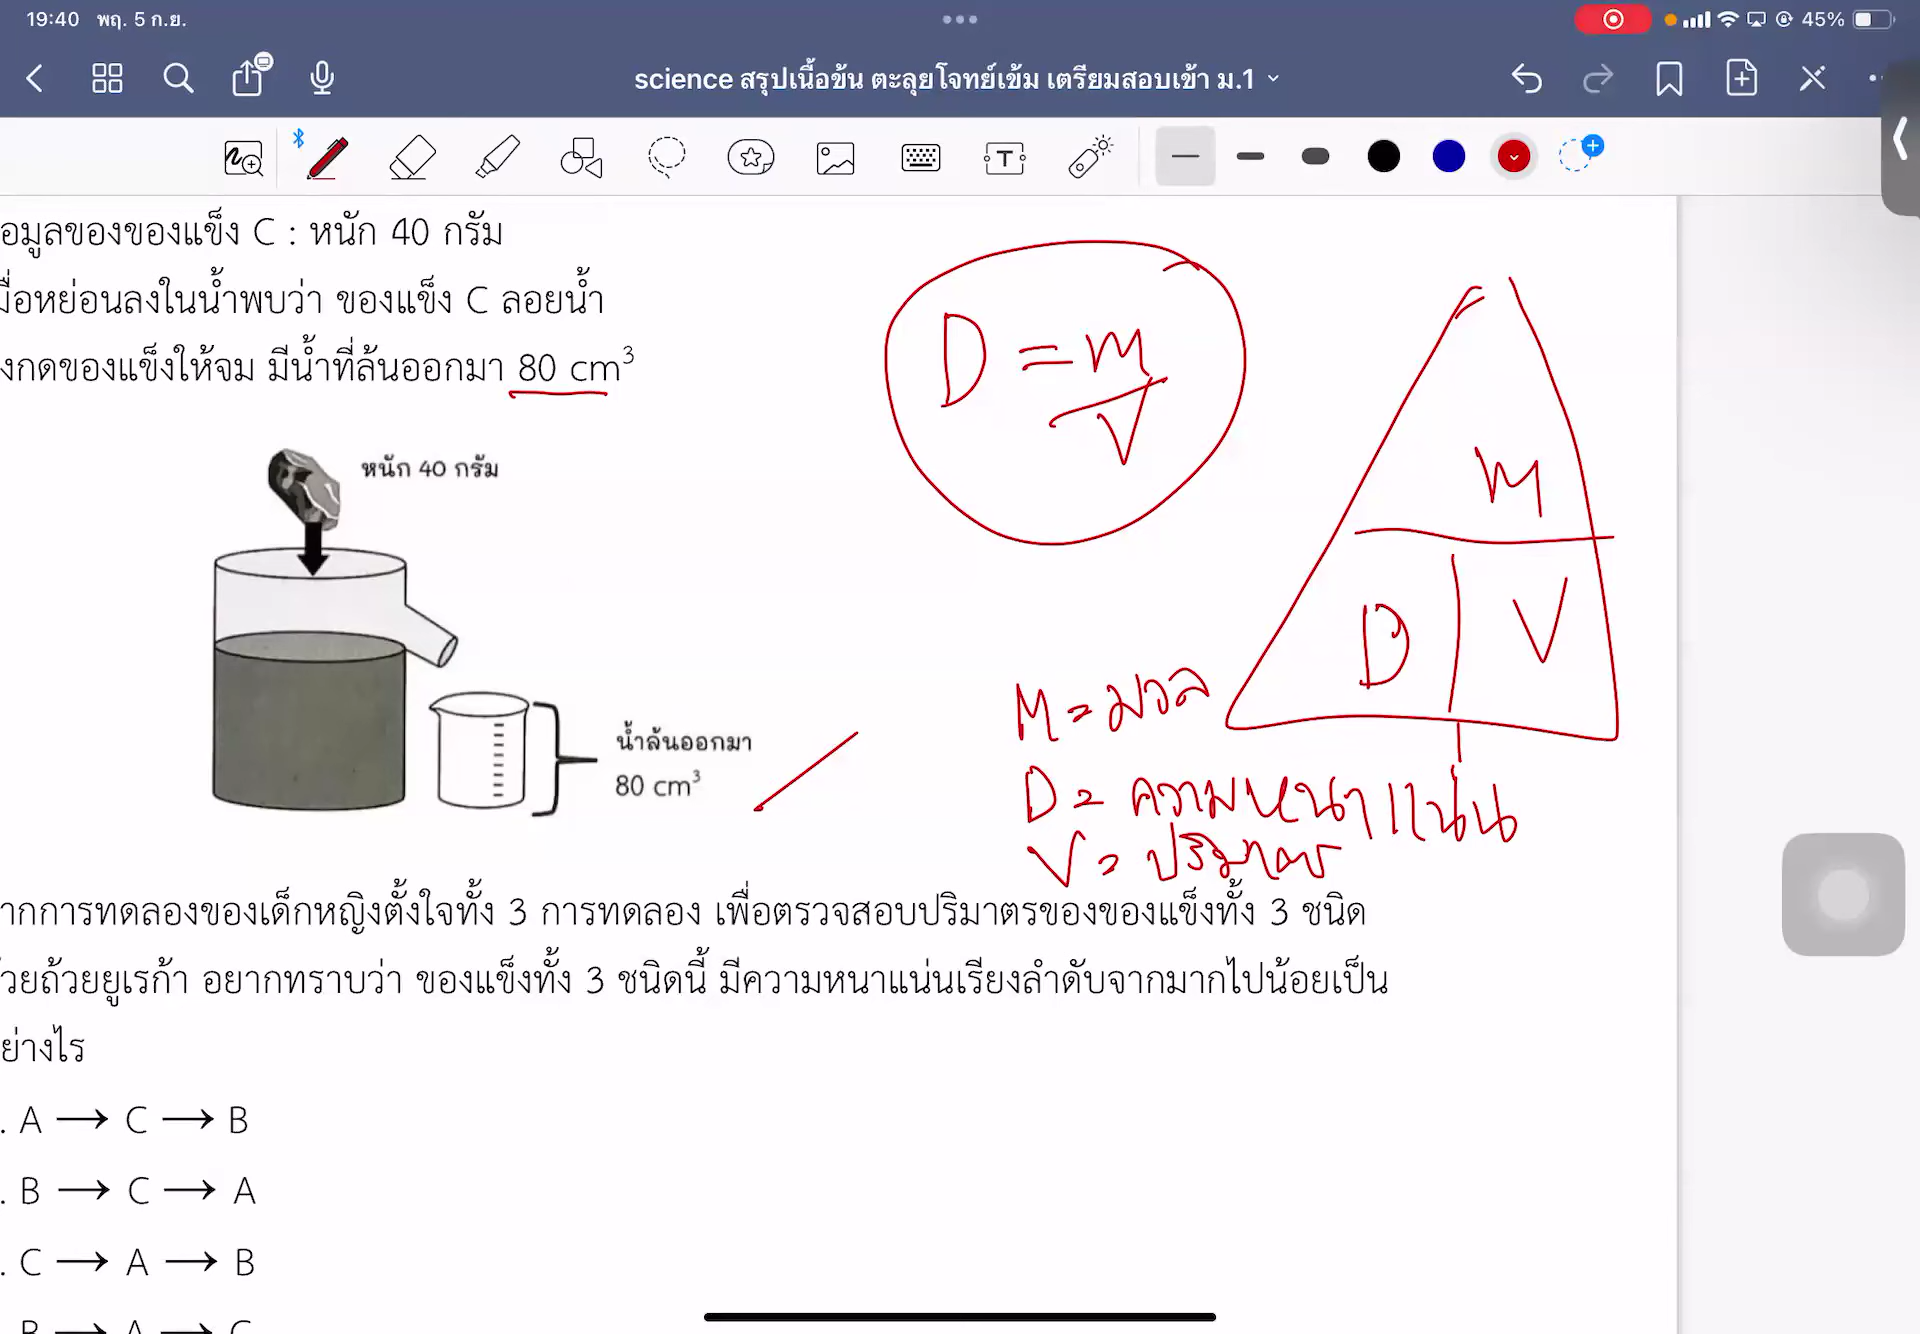 19:40 พฤ. 5 ก.ย.
45%
science สรุปเนื้อข้น ตะลุยโจทย์เข้ม เตรียมสอบเข้า ม.1
อมูลของของแข็ง C : หนัก 40 กรัม
มื่อหย่อนลงในน้ำพบว่า ของแข็ง C ลอยน้ำ
งกดของแข็งให้จม มีน้ำที่ล้นออกมา 80 cm³
D = m
V
M
D V
หนัก 40 กรัม
น้ำล้นออกมา
80 cm³
M = มวล
D = ความหนาแน่น
V = ปริมาตร
ากการทดลองของเด็กหญิงตั้งใจทั้ง 3 การทดลอง เพื่อตรวจสอบปริมาตรของของแข็งทั้ง 3 ชนิด
้วยถ้วยยูเรก้า อยากทราบว่า ของแข็งทั้ง 3 ชนิดนี้ มีความหนาแน่นเรียงลำดับจากมากไปน้อยเป็น
ย่างไร
. A → C → B
. B → C → A
. C → A → B
. B → A → C